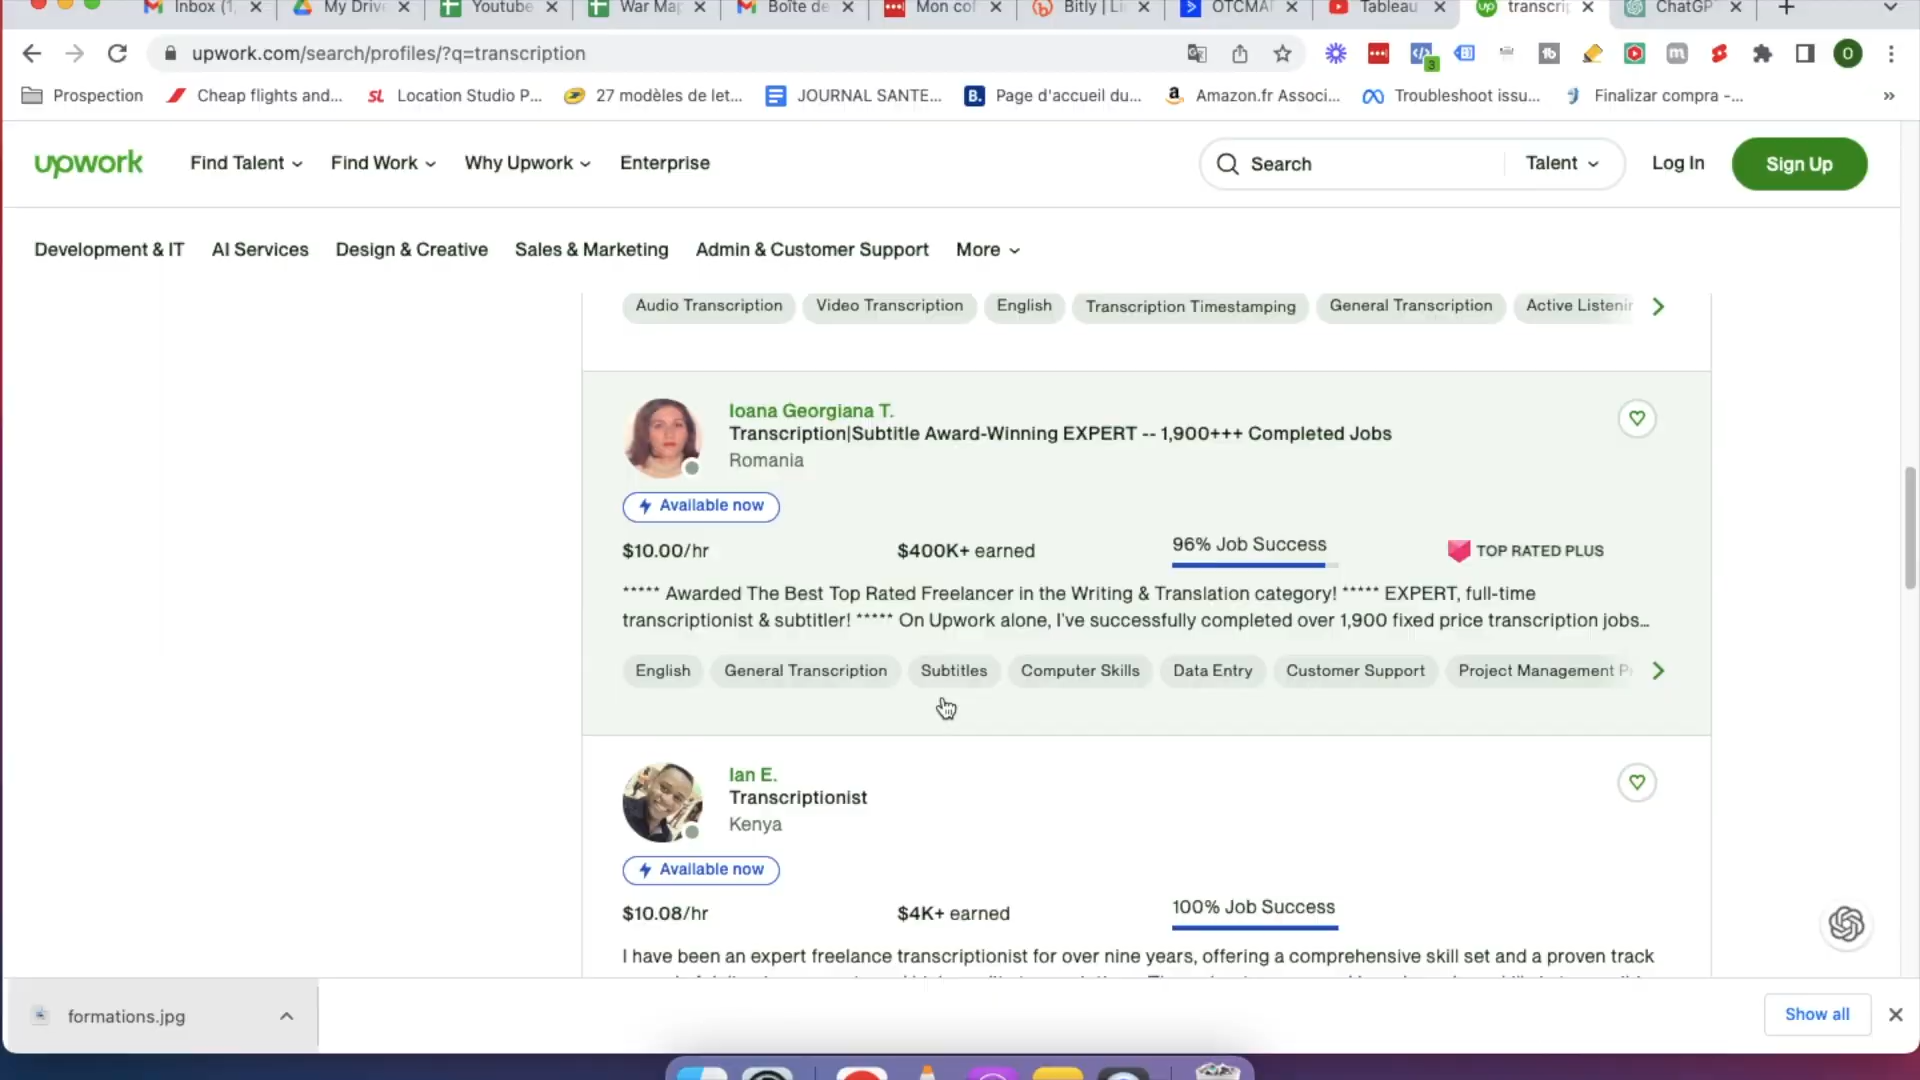 Inbox (1,
My Drive
Youtube
War Map
Boîte de
Mon co
Bitly | Li
OTCMA
Tableau
transcrip
ChatGP
upwork.com/search/profiles/?q=transcription
3
O
Prospection
Cheap flights and...
SL Location Studio P...
27 modèles de let...
JOURNAL SANTE...
B. Page d'accueil du...
a Amazon.fr Associ...
Troubleshoot issu...
Finalizar compra -...
»
upwork
Find Talent
Find Work
Why Upwork
Enterprise
Search
Talent
Log In
Sign Up
Development & IT
AI Services
Design & Creative
Sales & Marketing
Admin & Customer Support
More
Audio Transcription
Video Transcription
English
Transcription Timestamping
General Transcription
Active Listenin
Ioana Georgiana T.
Transcription|Subtitle Award-Winning EXPERT -- 1,900+++ Completed Jobs
Romania
Available now
$10.00/hr
$400K+ earned
96% Job Success
TOP RATED PLUS
***** Awarded The Best Top Rated Freelancer in the Writing & Translation category! ***** EXPERT, full-time
transcriptionist & subtitler! ***** On Upwork alone, I've successfully completed over 1,900 fixed price transcription jobs...
English
General Transcription
Subtitles
Computer Skills
Data Entry
Customer Support
Project Management P
Ian E.
Transcriptionist
Kenya
Available now
$10.08/hr
$4K+ earned
100% Job Success
I have been an expert freelance transcriptionist for over nine years, offering a comprehensive skill set and a proven track
formations.jpg
Show all